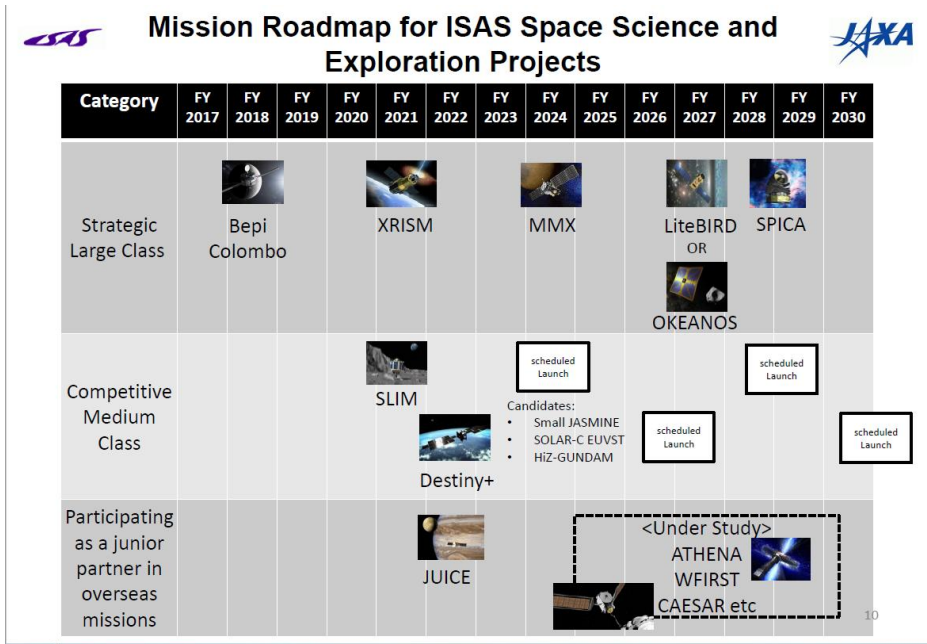 ISAS
Mission Roadmap for ISAS Space Science and
Exploration Projects
JAXA
Category
FY
2017
FY
2018
FY
2019
FY
2020
FY
2021
FY
2022
FY
2023
FY
2024
FY
2025
FY
2026
FY
2027
FY
2028
FY
2029
FY
2030
Strategic
Large Class
Bepi
Colombo
XRISM
MMX
LiteBIRD
OR
OKEANOS
SPICA
Competitive
Medium
Class
SLIM
Destiny+
scheduled
Launch
Candidates:
• Small JASMINE
• SOLAR-C EUVST
• HiZ-GUNDAM
scheduled
Launch
scheduled
Launch
scheduled
Launch
Participating
as a junior
partner in
overseas
missions
JUICE
<Under Study>
ATHENA
WFIRST
CAESAR etc
10